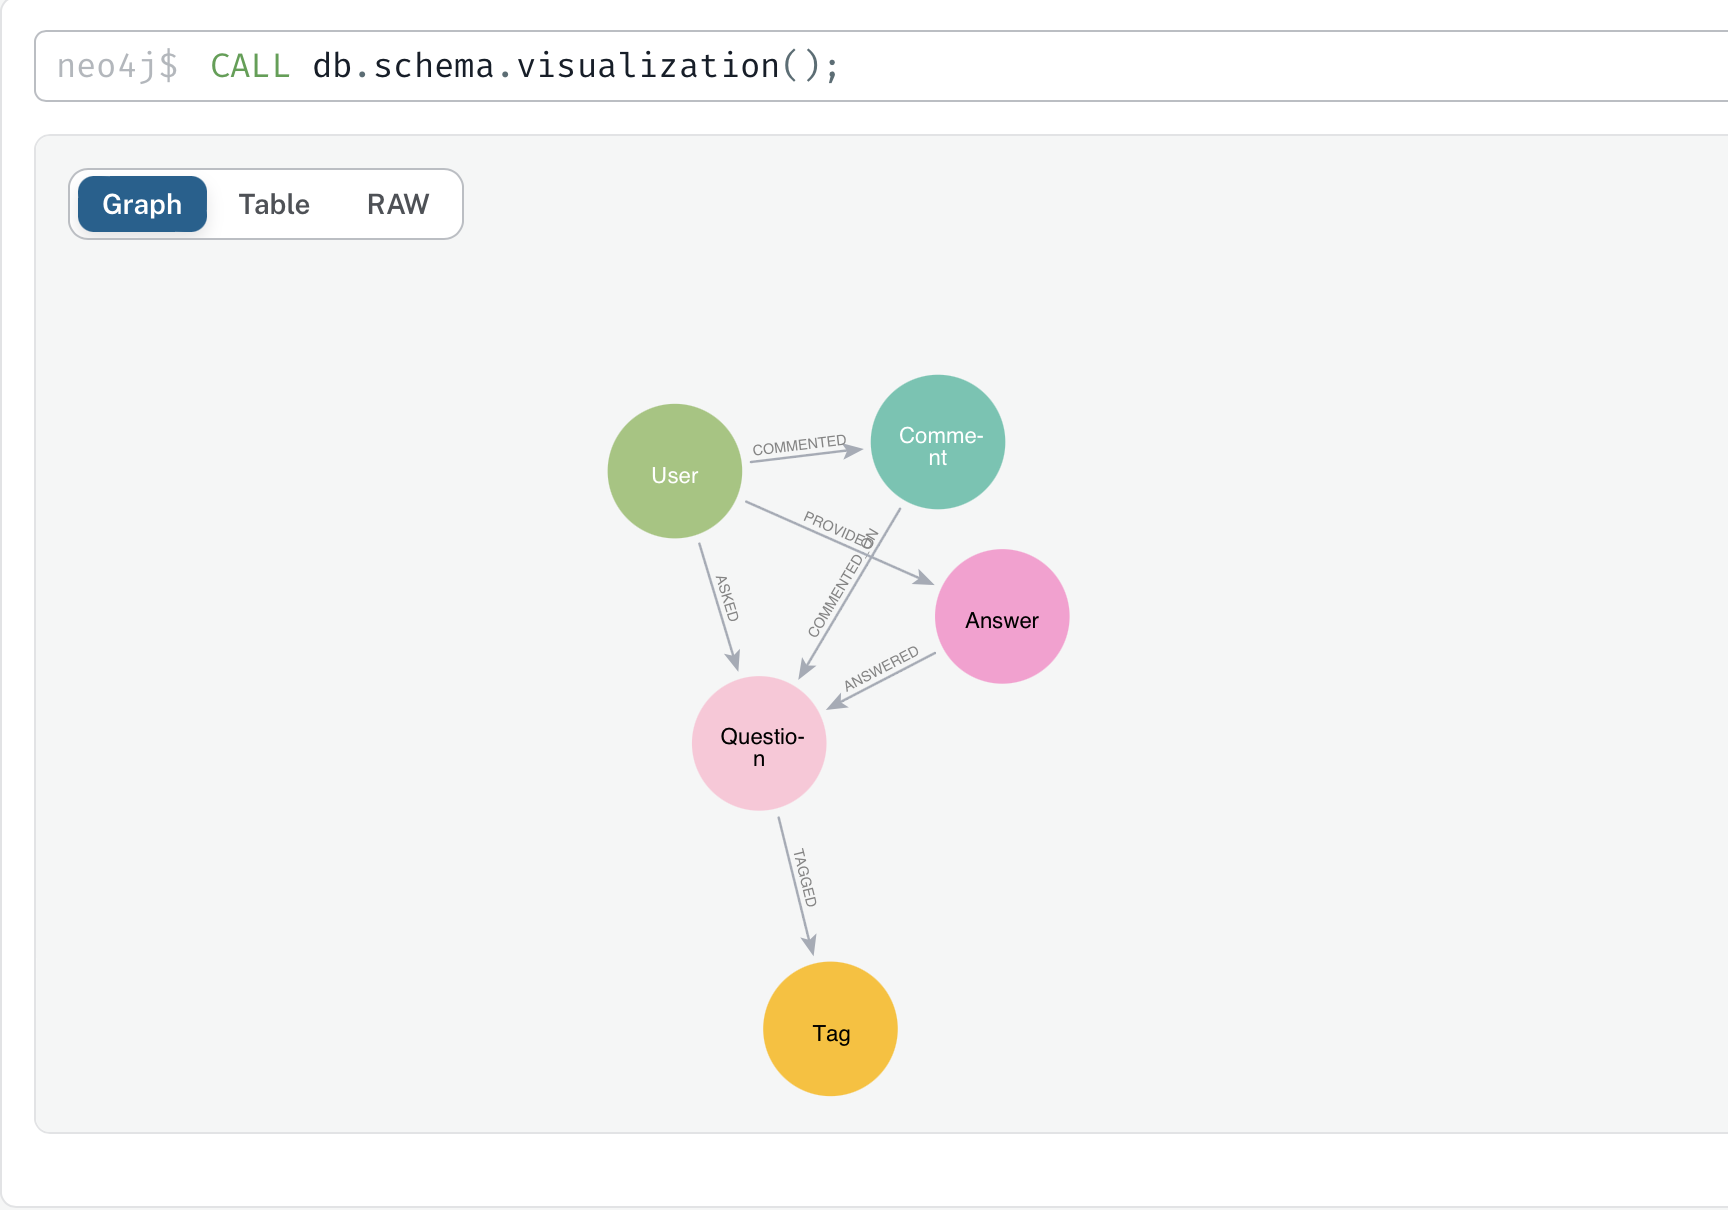 neo4j$ CALL db.schema.visualization();
Graph Table RAW
User
COMMENTED
Comme-
nt
PROVIDED
COMMENTED_ON
ASKED
Answer
ANSWERED
Questio-
n
TAGGED
Tag